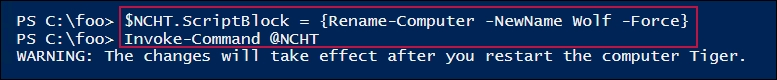 PS C:\foo> $NCHT.ScriptBlock = {Rename-Computer -NewName Wolf -Force}
PS C:\foo> Invoke-Command @NCHT
WARNING: The changes will take effect after you restart the computer Tiger.